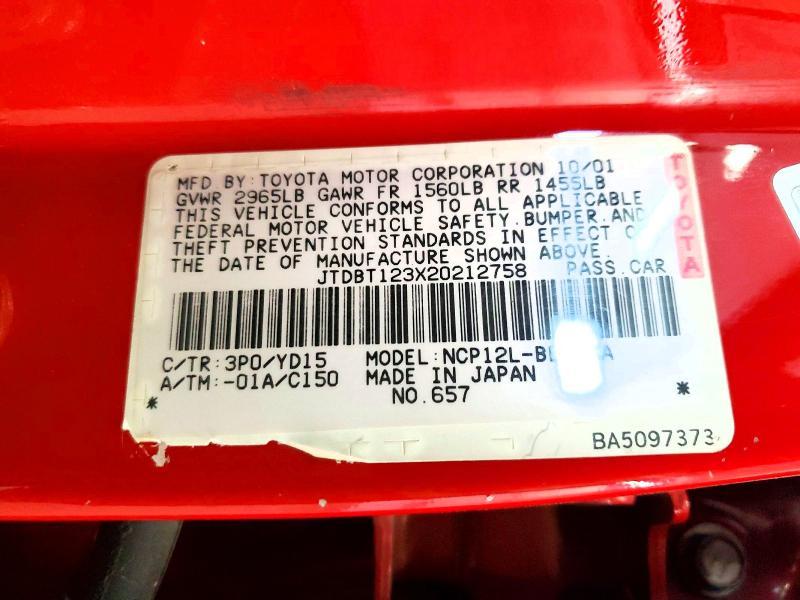 MFD BY: TOYOTA MOTOR CORPORATION 10/01
GVWR 2965LB GAWR FR 1560LB RR 1455LB
THIS VEHICLE CONFORMS TO ALL APPLICABLE
FEDERAL MOTOR VEHICLE SAFETY, BUMPER, AND
THEFT PREVENTION STANDARDS IN EFFECT
THE DATE OF MANUFACTURE SHOWN ABOVE.
JTDBT123X20212758 PASS. CAR
TOYOTA
C/TR: 3P0/YD15 MODEL: NCP12L-
A/TM: -01A/C150 MADE IN JAPAN
* NO. 657 *
BA5097373